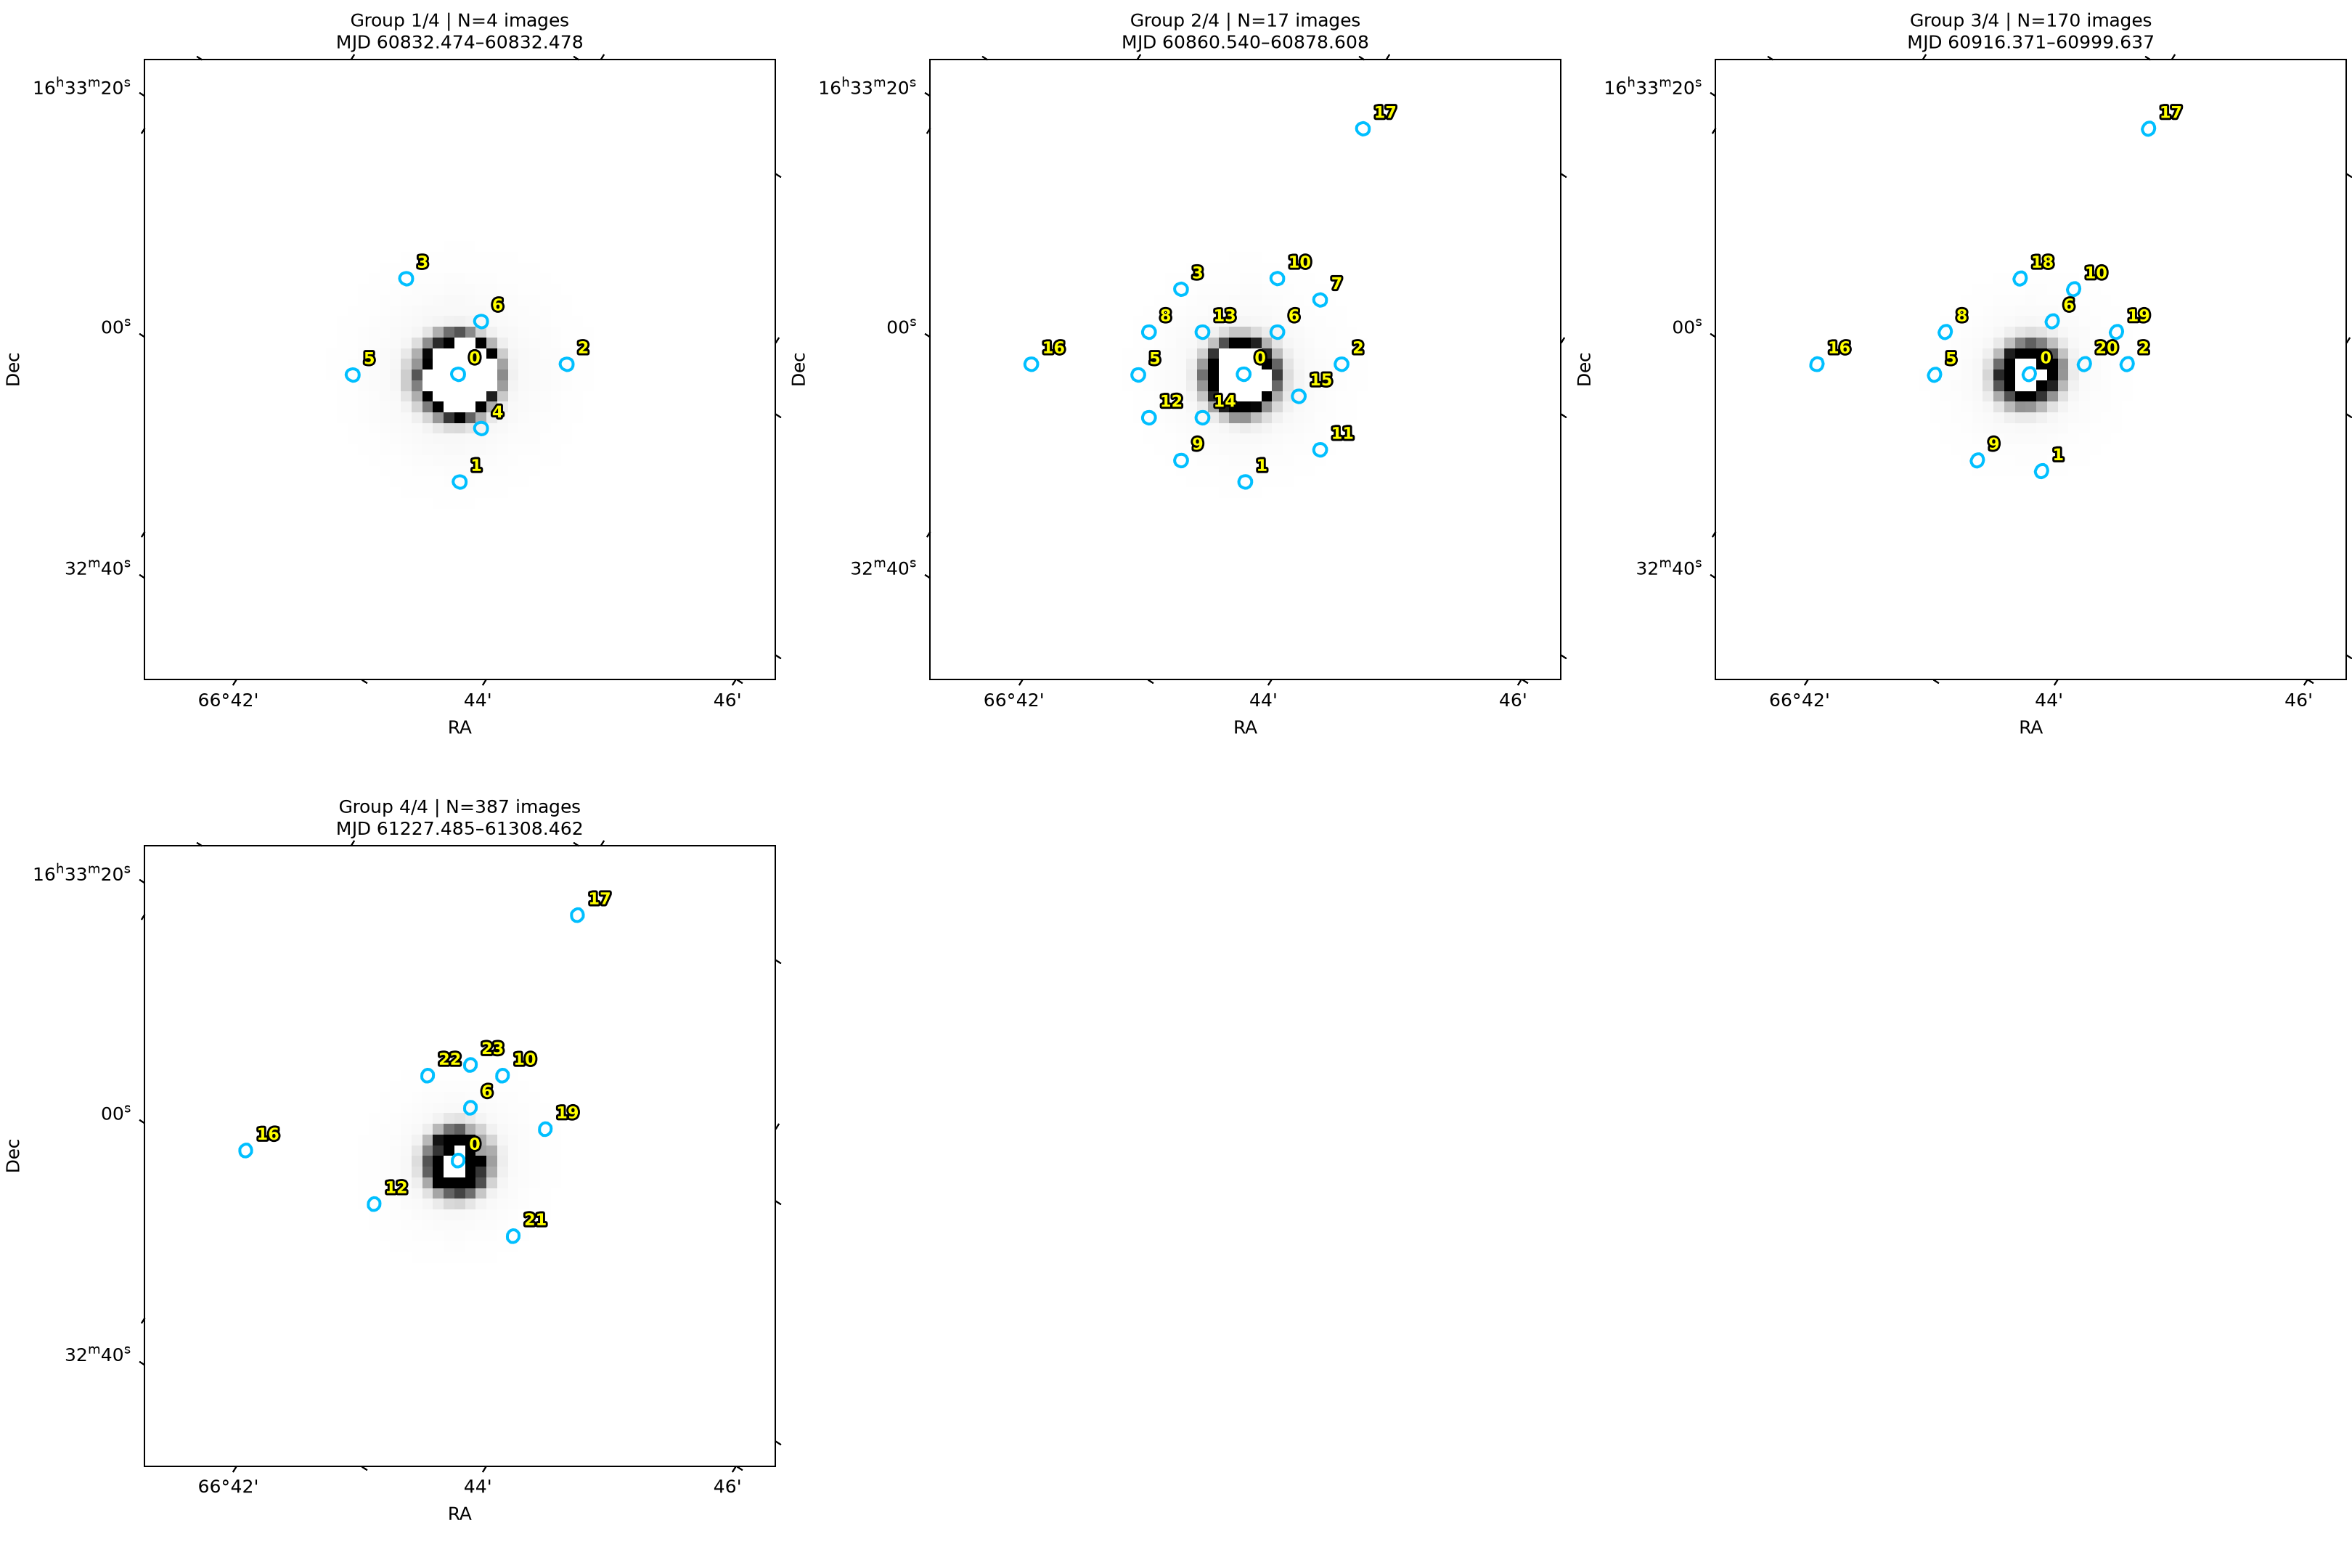 Group 1/4 | N=4 images
MJD 60832.474–60832.478
16h33m20s
00s
32m40s
Dec
3
6
5
0
2
4
1
66°42'
44'
46'
RA
Group 2/4 | N=17 images
MJD 60860.540–60878.608
16h33m20s
00s
32m40s
Dec
17
3
10
7
8
13
6
16
5
0
2
15
12
14
9
11
1
66°42'
44'
46'
RA
Group 3/4 | N=170 images
MJD 60916.371–60999.637
16h33m20s
00s
32m40s
Dec
17
18
10
6
8
19
16
5
0
20
2
9
1
66°42'
44'
46'
RA
Group 4/4 | N=387 images
MJD 61227.485–61308.462
16h33m20s
00s
32m40s
Dec
17
22
23
10
6
19
16
0
12
21
66°42'
44'
46'
RA